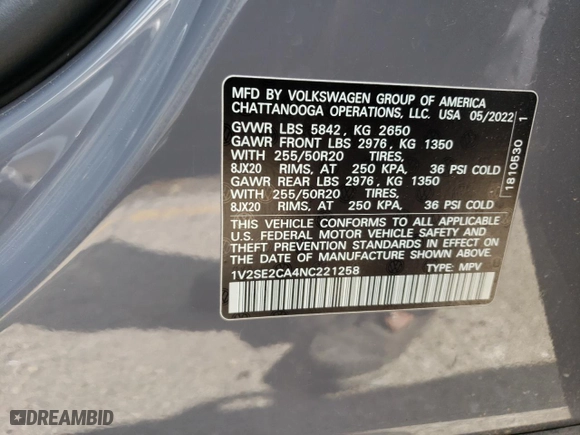 MFD BY VOLKSWAGEN GROUP OF AMERICA
CHATTANOOGA OPERATIONS, LLC. USA 05/2022
GVWR LBS 5842, KG 2650
GAWR FRONT LBS 2976, KG 1350
WITH 255/50R20 TIRES,
8JX20 RIMS, AT 250 KPA. 36 PSI COLD
GAWR REAR LBS 2976, KG 1350
WITH 255/50R20 TIRES,
8JX20 RIMS, AT 250 KPA. 36 PSI COLD
THIS VEHICLE CONFORMS TO ALL APPLICABLE
U.S. FEDERAL MOTOR VEHICLE SAFETY AND
THEFT PREVENTION STANDARDS IN EFFECT ON
THE DATE OF MANUFACTURE SHOWN ABOVE
1V2SE2CA4NC221258 TYPE: MPV
1810530 1
DREAMBID